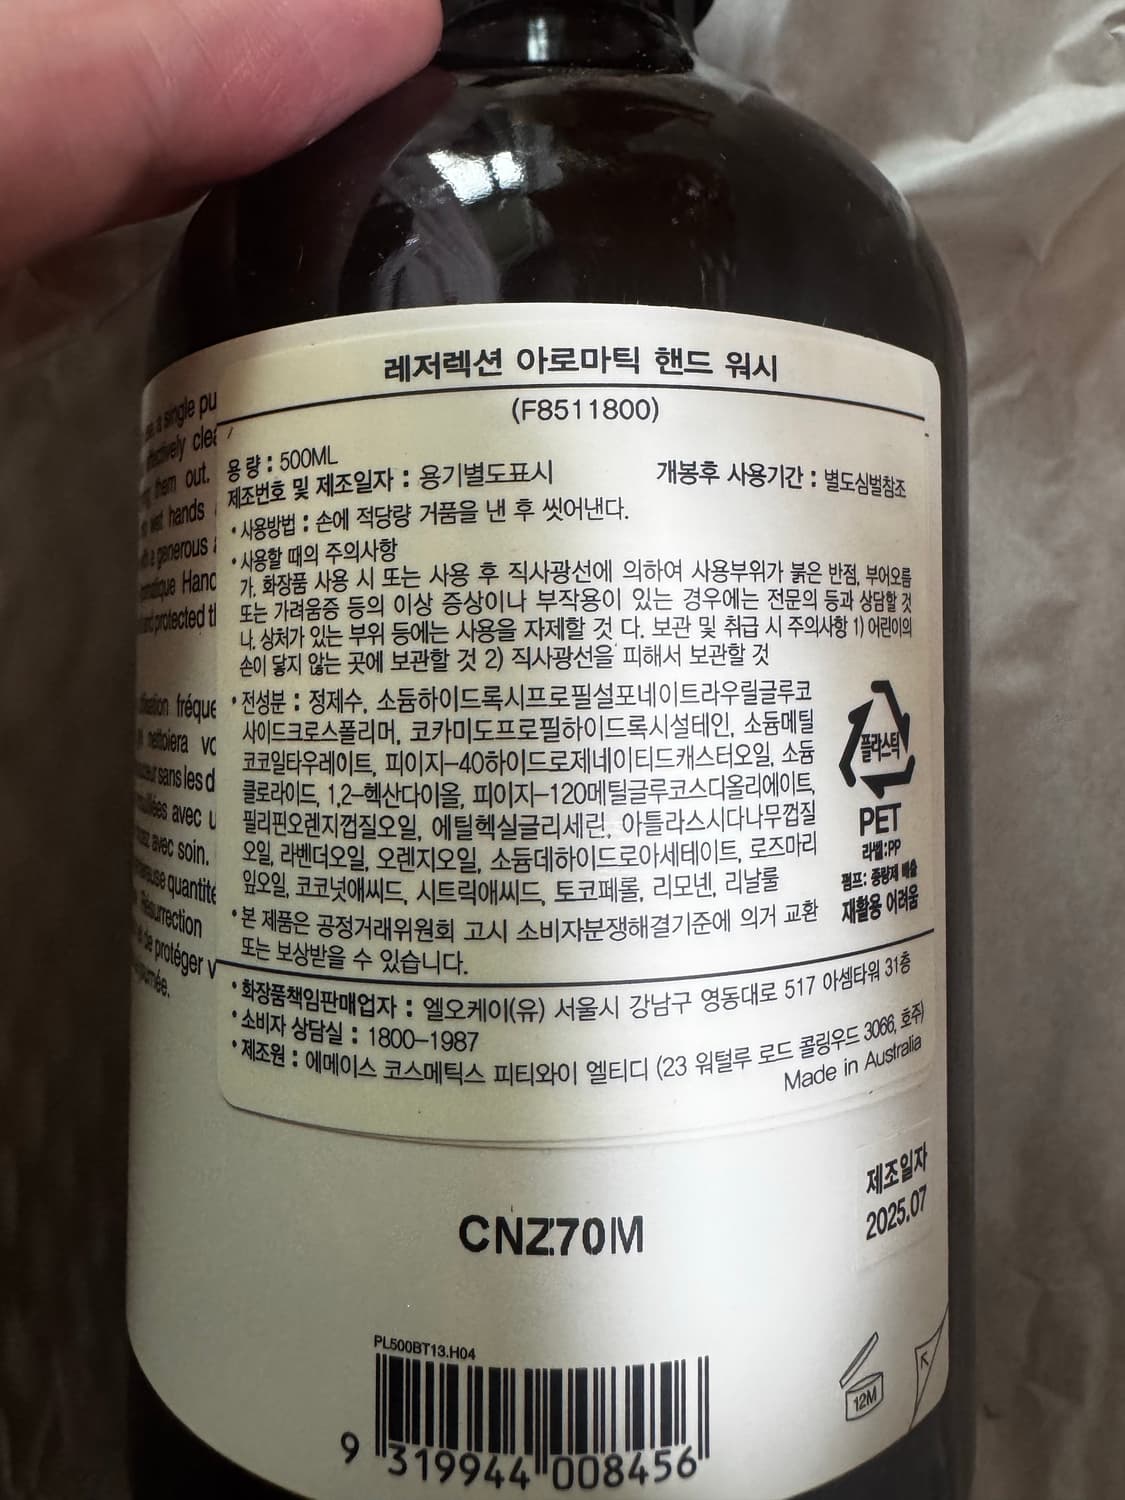 레저렉션 아로마틱 핸드 워시
(F8511800)
용 량 : 500ML
제조번호 및 제조일자 : 용기별도표시
개봉후 사용기간 : 별도심벌참조
• 사용방법 : 손에 적당량 거품을 낸 후 씻어낸다.
• 사용할 때의 주의사항
가. 화장품 사용 시 또는 사용 후 직사광선에 의하여 사용부위가 붉은 반점, 부어오름
또는 가려움증 등의 이상 증상이나 부작용이 있는 경우에는 전문의 등과 상담할 것
나. 상처가 있는 부위 등에는 사용을 자제할 것 다. 보관 및 취급 시 주의사항 1) 어린이의
손이 닿지 않는 곳에 보관할 것 2) 직사광선을 피해서 보관할 것
• 전성분 : 정제수, 소듐하이드록시프로필설포네이트라우릴글루코
사이드크로스폴리머, 코카미도프로필하이드록시설테인, 소듐메틸
코코일타우레이트, 피이지-40하이드로제네이티드캐스터오일, 소듐
클로라이드, 1,2-헥산다이올, 피이지-120메틸글루코스디올리에이트,
필리핀오렌지껍질오일, 에틸헥실글리세린, 아틀라스시다나무껍질
오일, 라벤더오일, 오렌지오일, 소듐데하이드로아세테이트, 로즈마리
잎오일, 코코넛애씨드, 시트릭애씨드, 토코페롤, 리모넨, 리날룰
• 본 제품은 공정거래위원회 고시 소비자분쟁해결기준에 의거 교환
또는 보상받을 수 있습니다.
플라스틱
PET
라벨:PP
펌프: 종량제 배출
재활용 어려움
• 화장품책임판매업자 : 엘오케이(유) 서울시 강남구 영동대로 517 아셈타워 31층
• 소비자 상담실 : 1800-1987
• 제조원 : 에메이스 코스메틱스 피티와이 엘티디 (23 워털루 로드 콜링우드 3066, 호주)
Made in Australia
제조일자
2025.07
CNZ70M
PL500BT13.H04
9 319944 008456
12M
a single pu
effectively clea
them out.
wet hands
a generous
Hand
and protected th
fréque
nettoiera vo
sans les d
avec u
avec soin.
quantité
Résurrection
et de protéger v